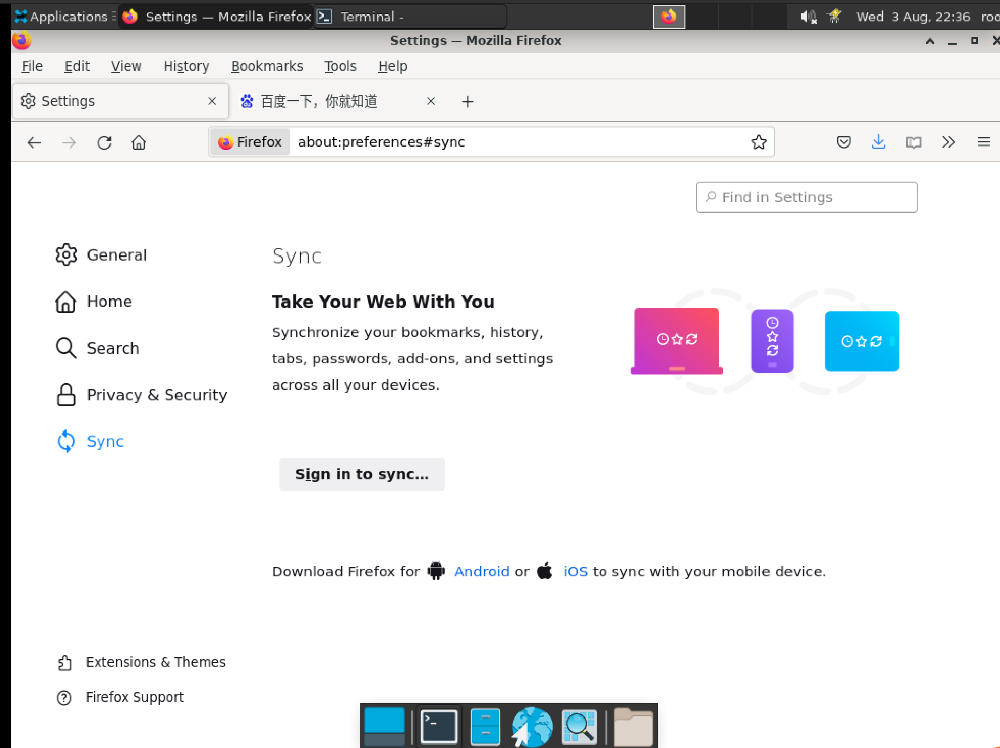 Applications
Settings — Mozilla Firefox
Terminal -
Wed 3 Aug, 22:36
Settings — Mozilla Firefox
File Edit View History Bookmarks Tools Help
Settings
百度一下，你就知道
Firefox about:preferences#sync
Find in Settings
General
Home
Search
Privacy & Security
Sync
Sync
Take Your Web With You
Synchronize your bookmarks, history,
tabs, passwords, add-ons, and settings
across all your devices.
Sign in to sync…
Download Firefox for Android or iOS to sync with your mobile device.
Extensions & Themes
Firefox Support